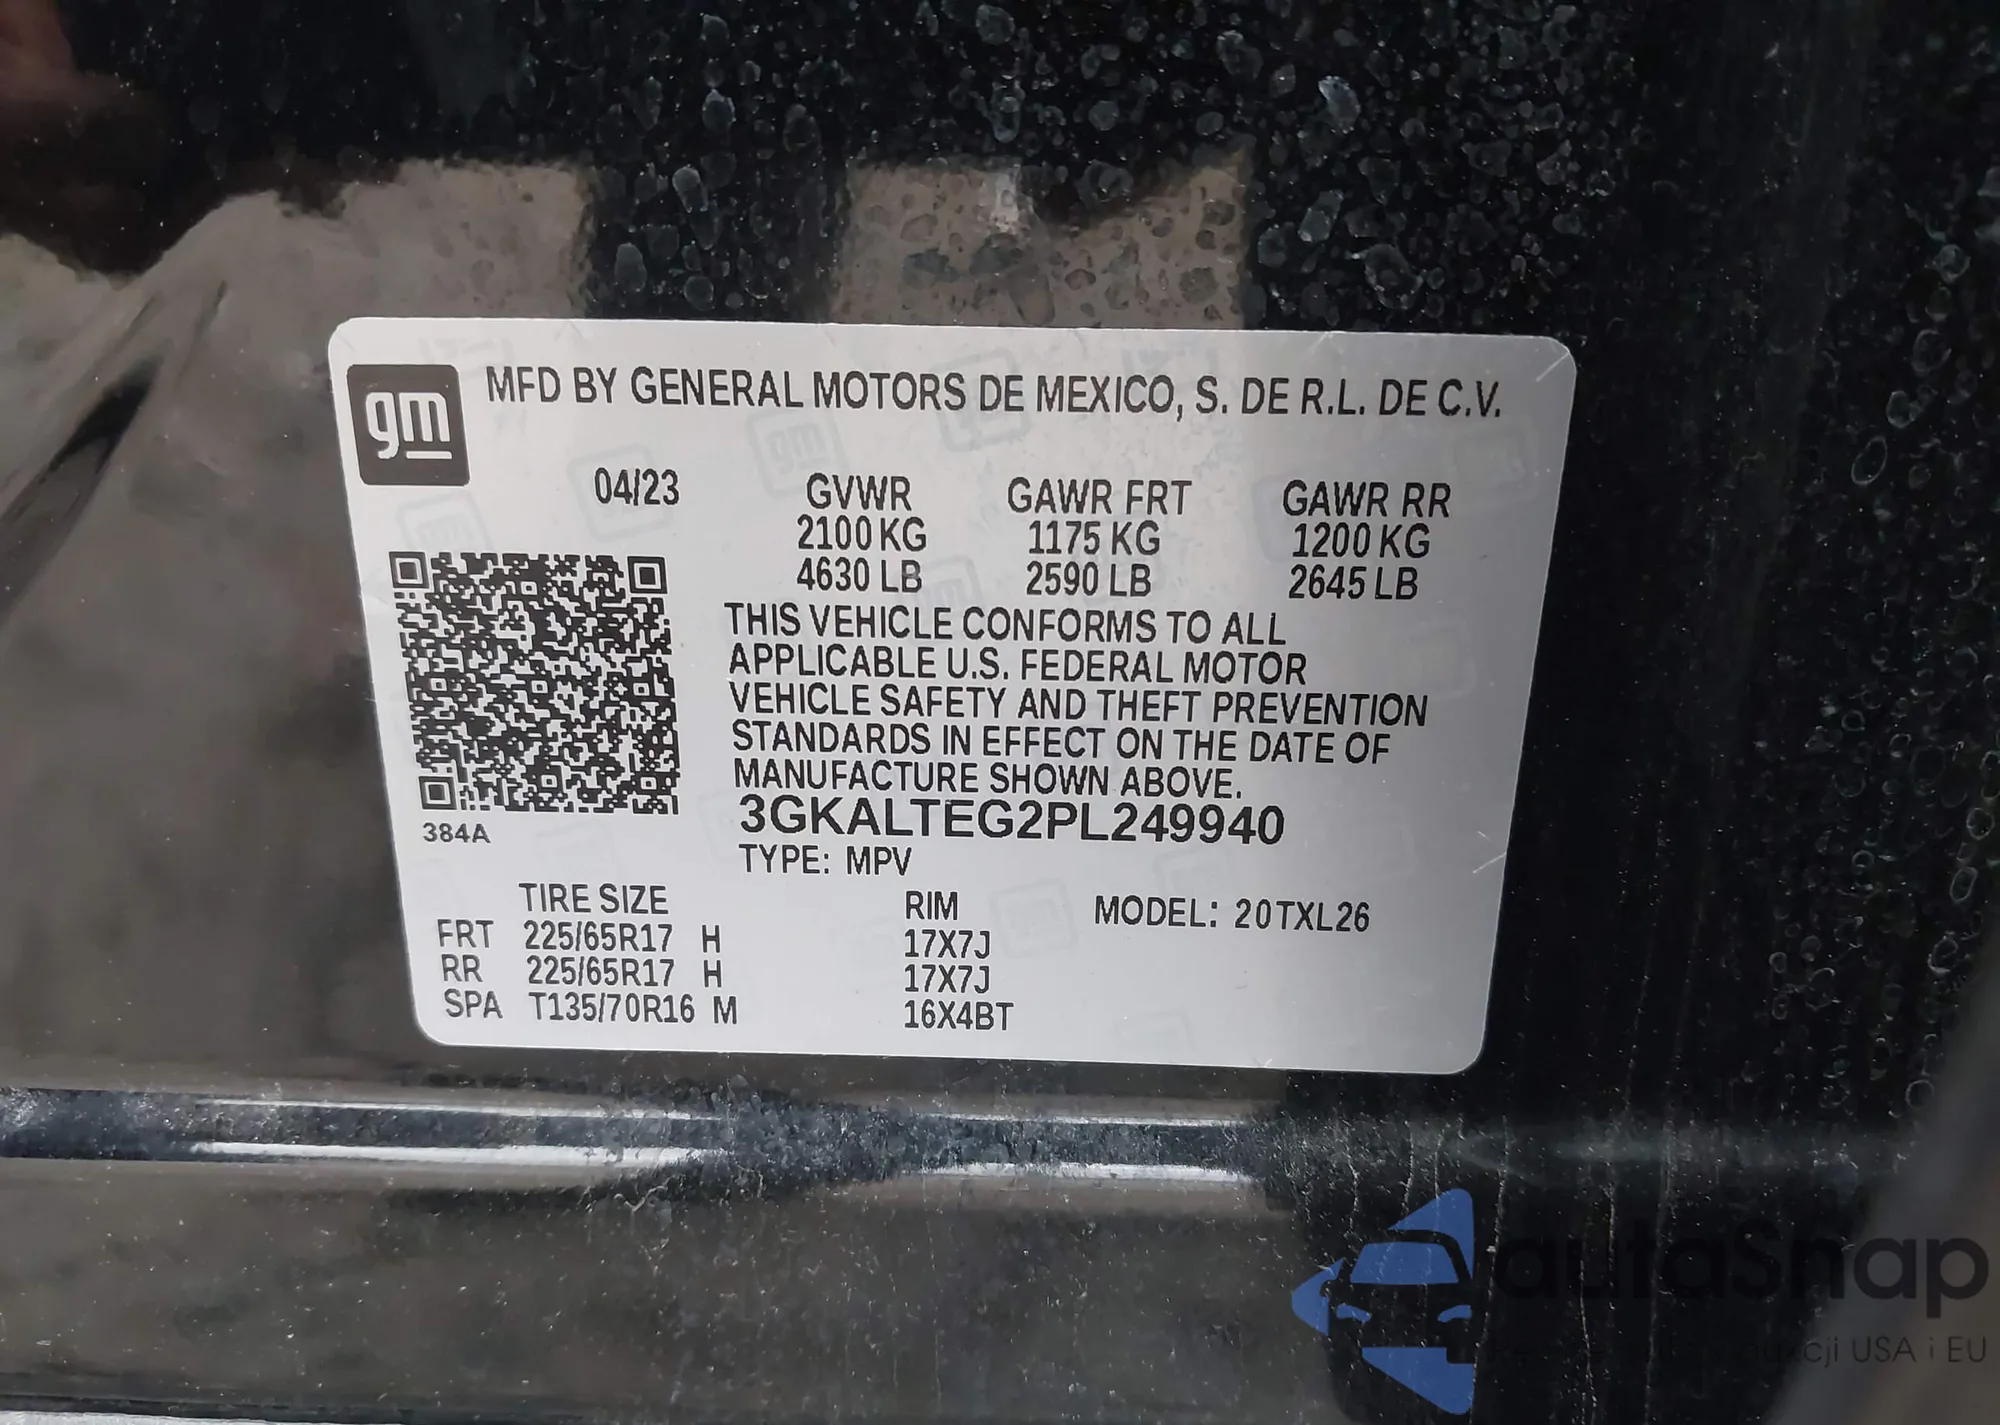 gm
MFD BY GENERAL MOTORS DE MEXICO, S. DE R.L. DE C.V.
04/23 GVWR GAWR FRT GAWR RR
2100 KG 1175 KG 1200 KG
4630 LB 2590 LB 2645 LB
THIS VEHICLE CONFORMS TO ALL
APPLICABLE U.S. FEDERAL MOTOR
VEHICLE SAFETY AND THEFT PREVENTION
STANDARDS IN EFFECT ON THE DATE OF
MANUFACTURE SHOWN ABOVE.
3GKALTEG2PL249940
384A
TYPE: MPV
TIRE SIZE RIM MODEL: 20TXL26
FRT 225/65R17 H 17X7J
RR 225/65R17 H 17X7J
SPA T135/70R16 M 16X4BT
autaSnap
USA i EU